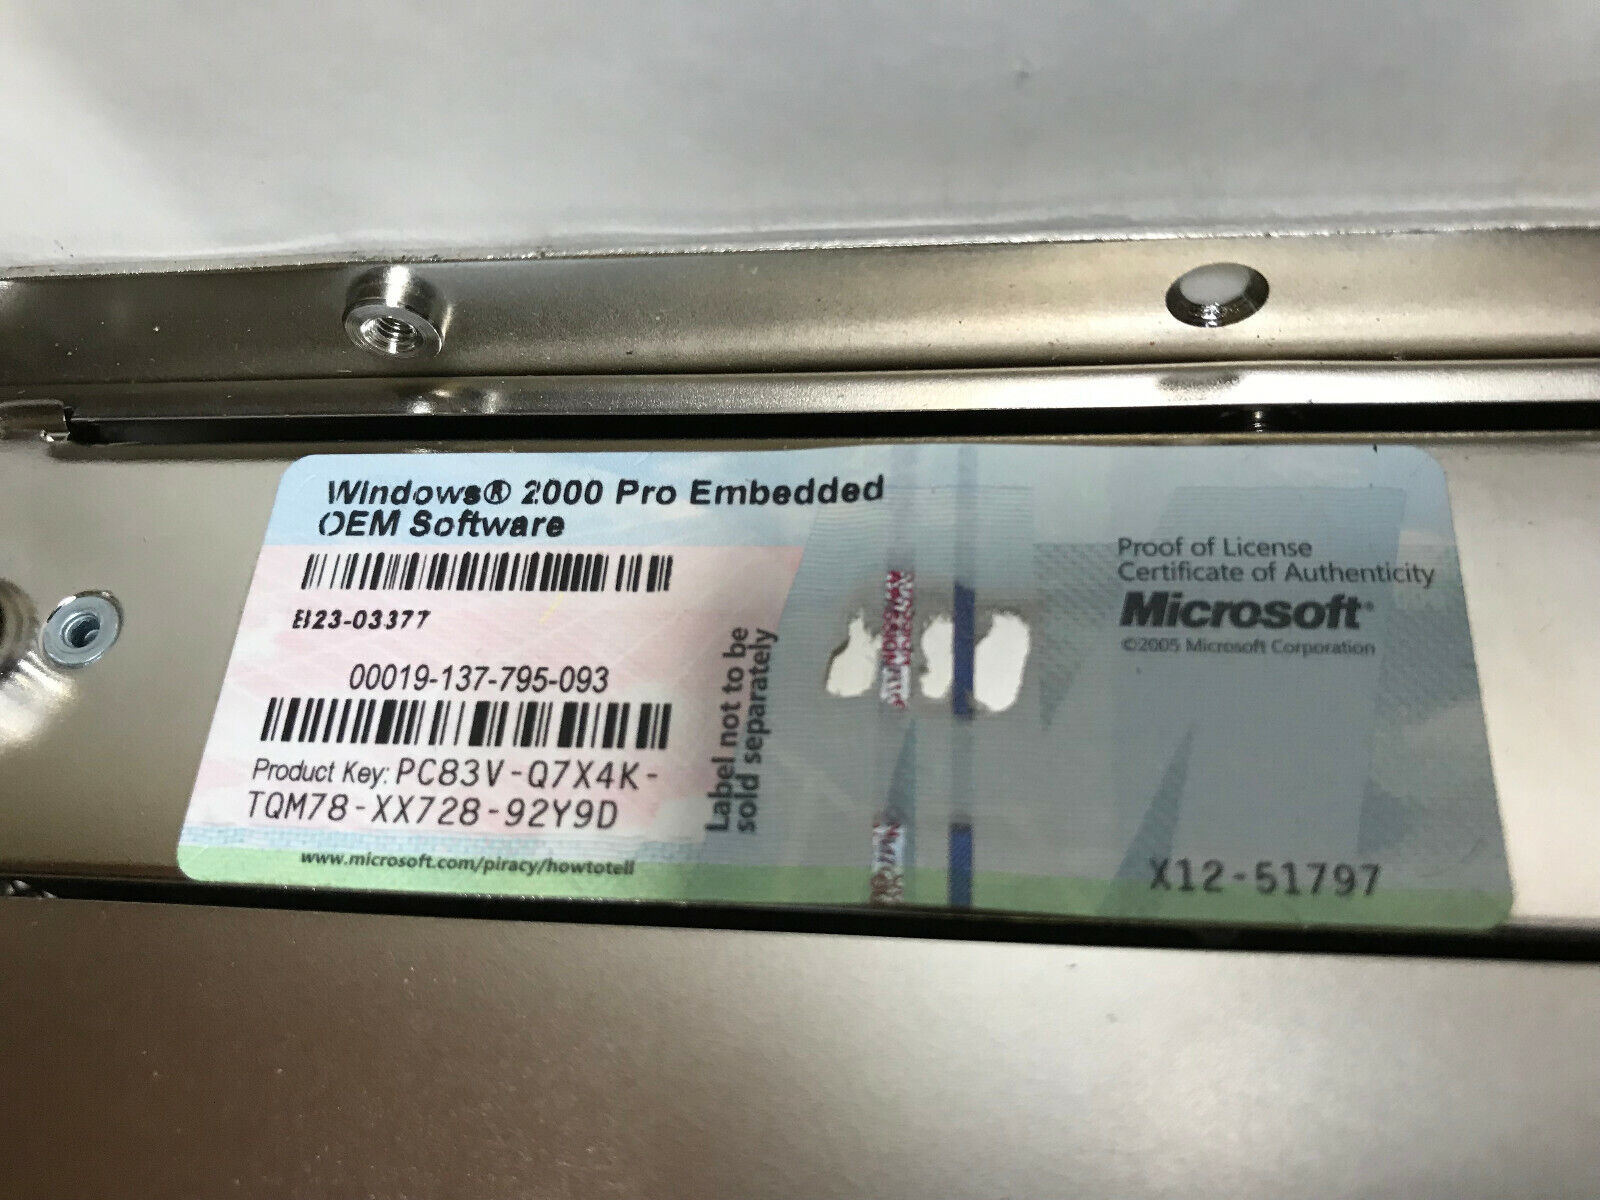 Windows® 2000 Pro Embedded
OEM Software
E123-03377
00019-137-795-093
Product Key: PC83V-Q7X4K-
TQM78-XX728-92Y9D
www.microsoft.com/piracy/howtotell
Label not to be
sold separately
Proof of License
Certificate of Authenticity
Microsoft®
©2005 Microsoft Corporation
X12-51797